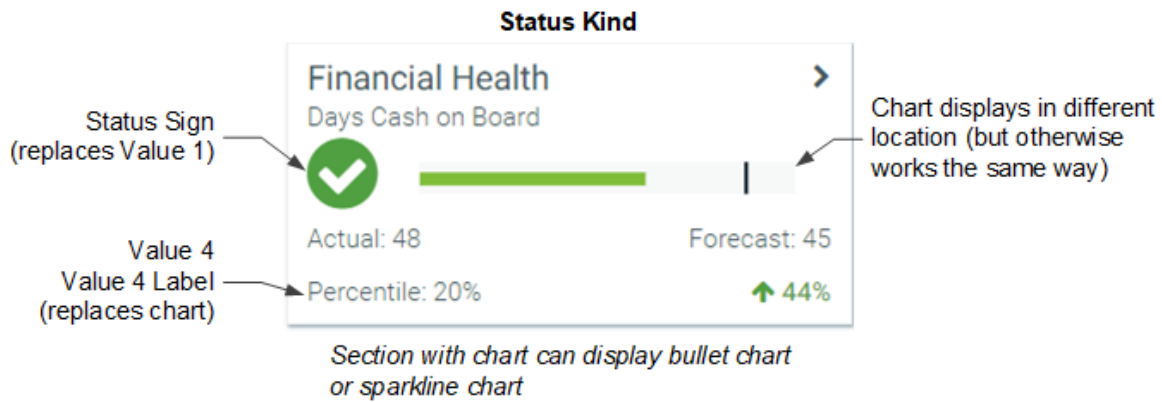 Status Kind
Financial Health
Days Cash on Board
Status Sign
(replaces Value 1)
Chart displays in different
location (but otherwise
works the same way)
Actual: 48
Forecast: 45
Value 4
Value 4 Label
(replaces chart)
Percentile: 20%
44%
Section with chart can display bullet chart
or sparkline chart